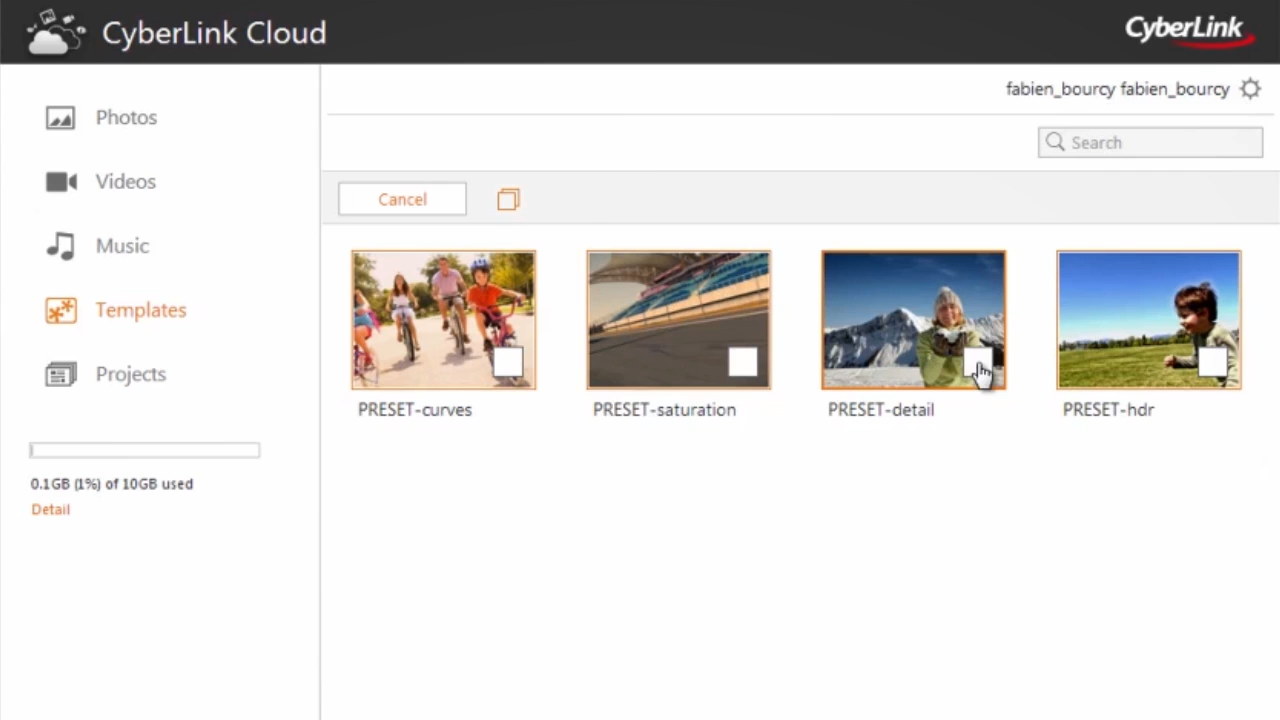 CyberLink Cloud
CyberLink
fabien_bourcy fabien_bourcy
Search
Photos
Videos
Music
Templates
Projects
0.1GB (1%) of 10GB used
Detail
Cancel
PRESET-curves
PRESET-saturation
PRESET-detail
PRESET-hdr